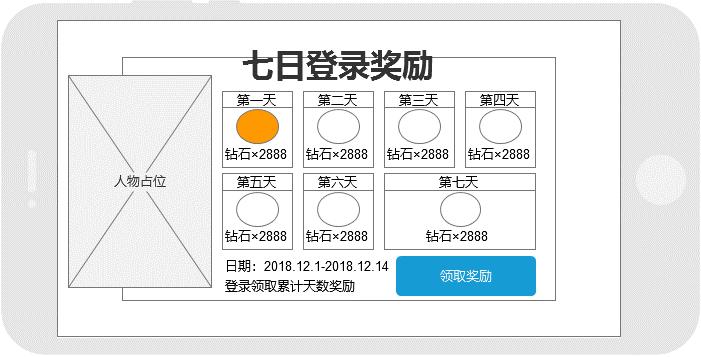 七日登录奖励
人物占位
第一天 第二天 第三天 第四天
钻石×2888 钻石×2888 钻石×2888 钻石×2888
第五天 第六天 第七天
钻石×2888 钻石×2888 钻石×2888
日期：2018.12.1-2018.12.14
登录领取累计天数奖励
领取奖励